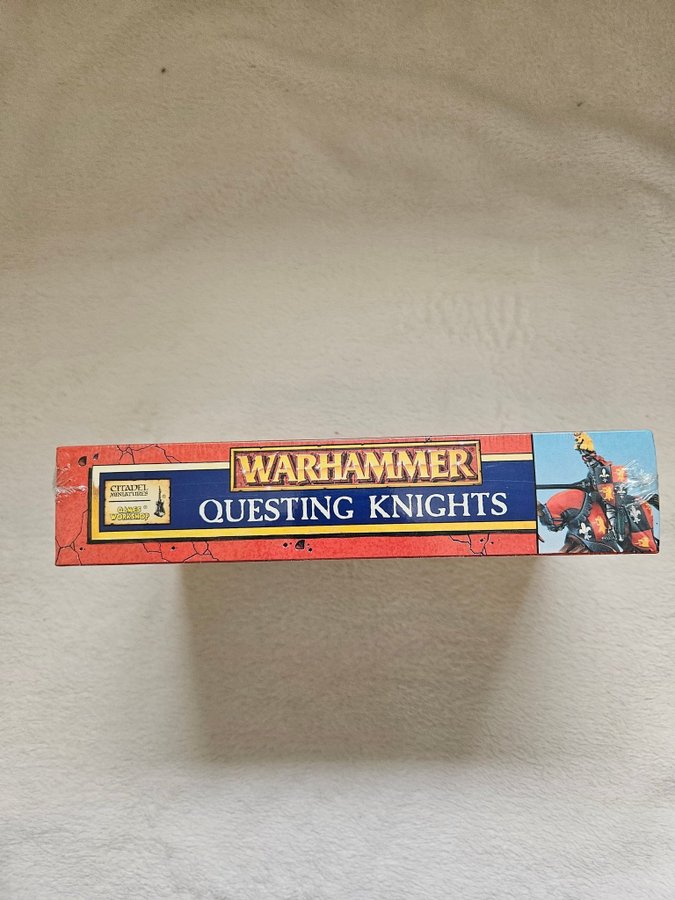 CITADEL
MINIATURES
GAMES
WORKSHOP
WARHAMMER
QUESTING KNIGHTS